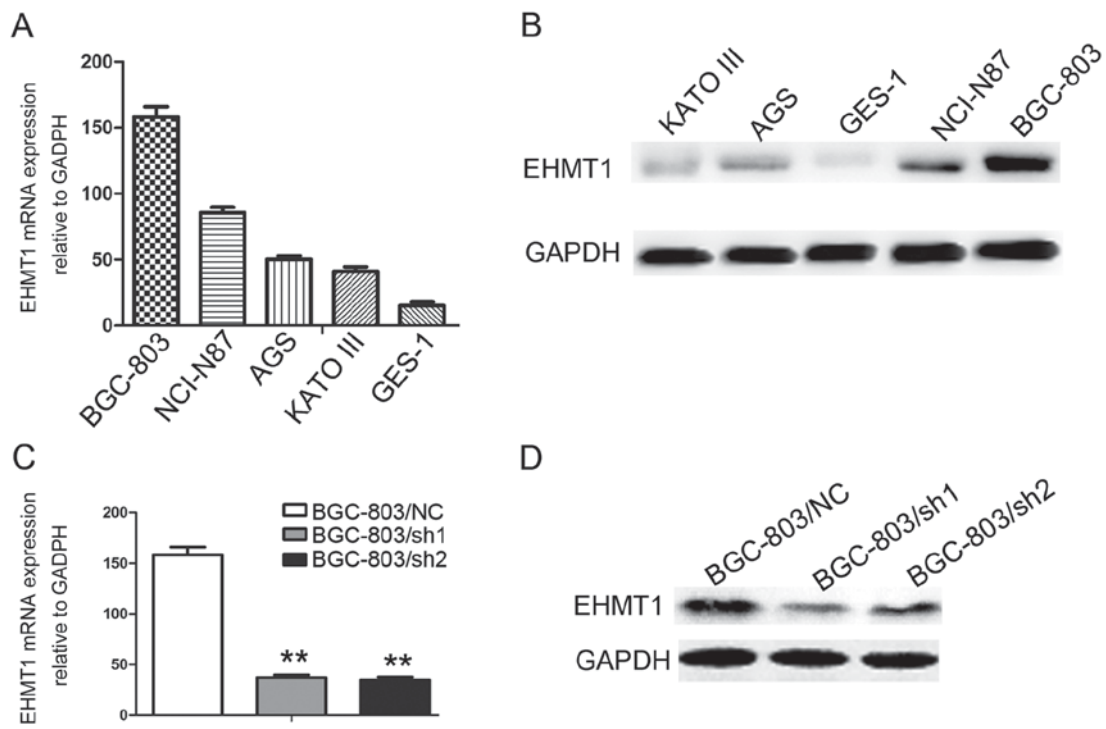 A
EHMT1 mRNA expression
relative to GADPH
200
150
100
50
0
BGC-803
NCI-N87
AGS
KATO III
GES-1
B
KATO III
AGS
GES-1
NCI-N87
BGC-803
EHMT1
GAPDH
C
EHMT1 mRNA expression
relative to GADPH
200
150
100
50
0
BGC-803/NC
BGC-803/sh1
BGC-803/sh2
**
**
D
BGC-803/NC
BGC-803/sh1
BGC-803/sh2
EHMT1
GAPDH